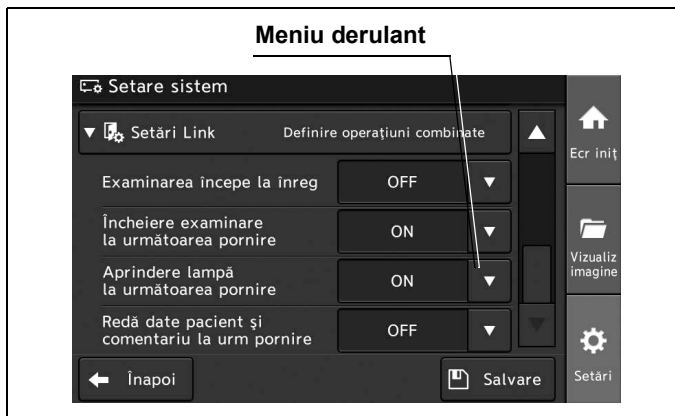 Meniu derulant
Setare sistem
Setări Link Definire operațiuni combinate
Ecr iniț
Examinarea începe la înreg OFF
Încheiere examinare
la următoarea pornire ON
Vizualiz
imagine
Aprindere lampă
la următoarea pornire ON
Redă date pacient şi
comentariu la urm pornire OFF
Înapoi Salvare Setări